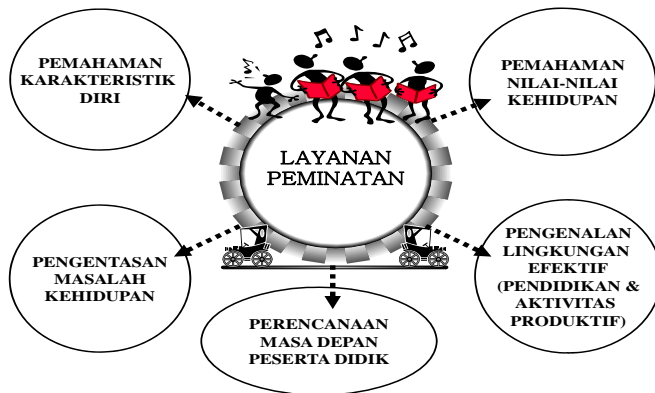 PEMAHAMAN
KARAKTERISTIK
DIRI
PEMAHAMAN
NILAI-NILAI
KEHIDUPAN
LAYANAN
PEMINATAN
PENGENTASAN
MASALAH
KEHIDUPAN
PENGENALAN
LINGKUNGAN
EFEKTIF
(PENDIDIKAN &
AKTIVITAS
PRODUKTIF)
PERENCANAAN
MASA DEPAN
PESERTA DIDIK